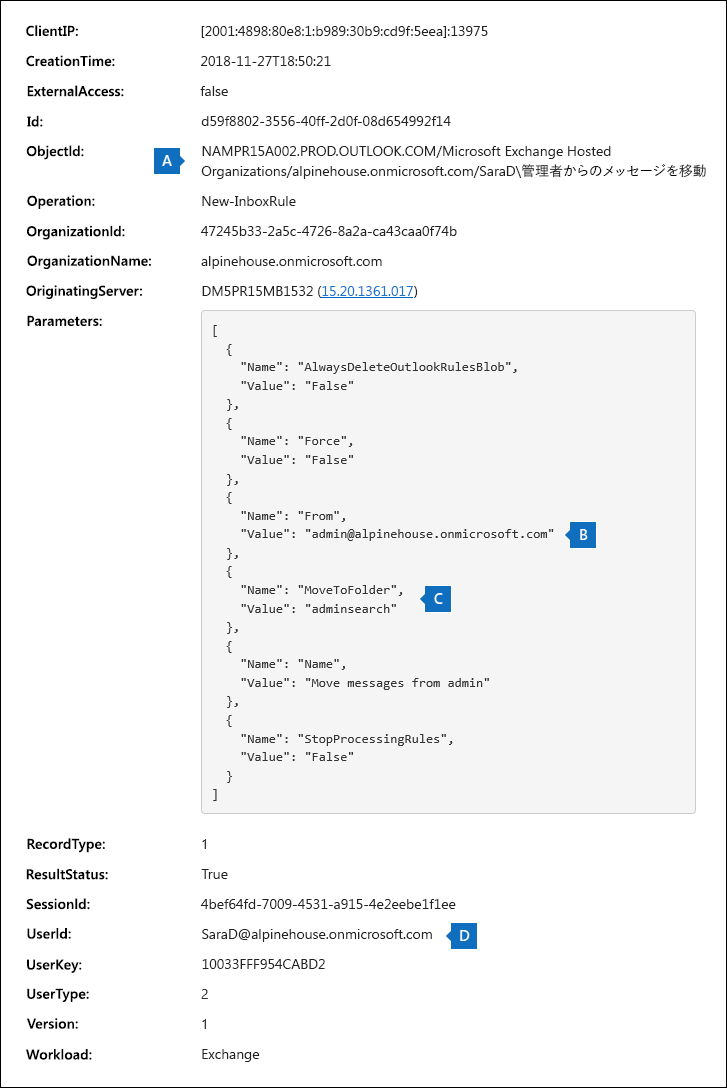 ClientIP: [2001:4898:80e8:1:b989:30b9:cd9f:5eea]:13975
CreationTime: 2018-11-27T18:50:21
ExternalAccess: false
Id: d59f8802-3556-40ff-2d0f-08d654992f14
ObjectId: A NAMPR15A002.PROD.OUTLOOK.COM/Microsoft Exchange Hosted
Organizations/alpinehouse.onmicrosoft.com/SaraD\管理者からのメッセージを移動
Operation: New-InboxRule
OrganizationId: 47245b33-2a5c-4726-8a2a-ca43caa0f74b
OrganizationName: alpinehouse.onmicrosoft.com
OriginatingServer: DM5PR15MB1532 (15.20.1361.017)
Parameters:
[
{
"Name": "AlwaysDeleteOutlookRulesBlob",
"Value": "False"
},
{
"Name": "Force",
"Value": "False"
},
{
"Name": "From",
"Value": "admin@alpinehouse.onmicrosoft.com" B
},
{
"Name": "MoveToFolder", C
"Value": "adminsearch"
},
{
"Name": "Name",
"Value": "Move messages from admin"
},
{
"Name": "StopProcessingRules",
"Value": "False"
}
]
RecordType: 1
ResultStatus: True
SessionId: 4bef64fd-7009-4531-a915-4e2eebe1f1ee
UserId: SaraD@alpinehouse.onmicrosoft.com D
UserKey: 10033FFF954CABD2
UserType: 2
Version: 1
Workload: Exchange